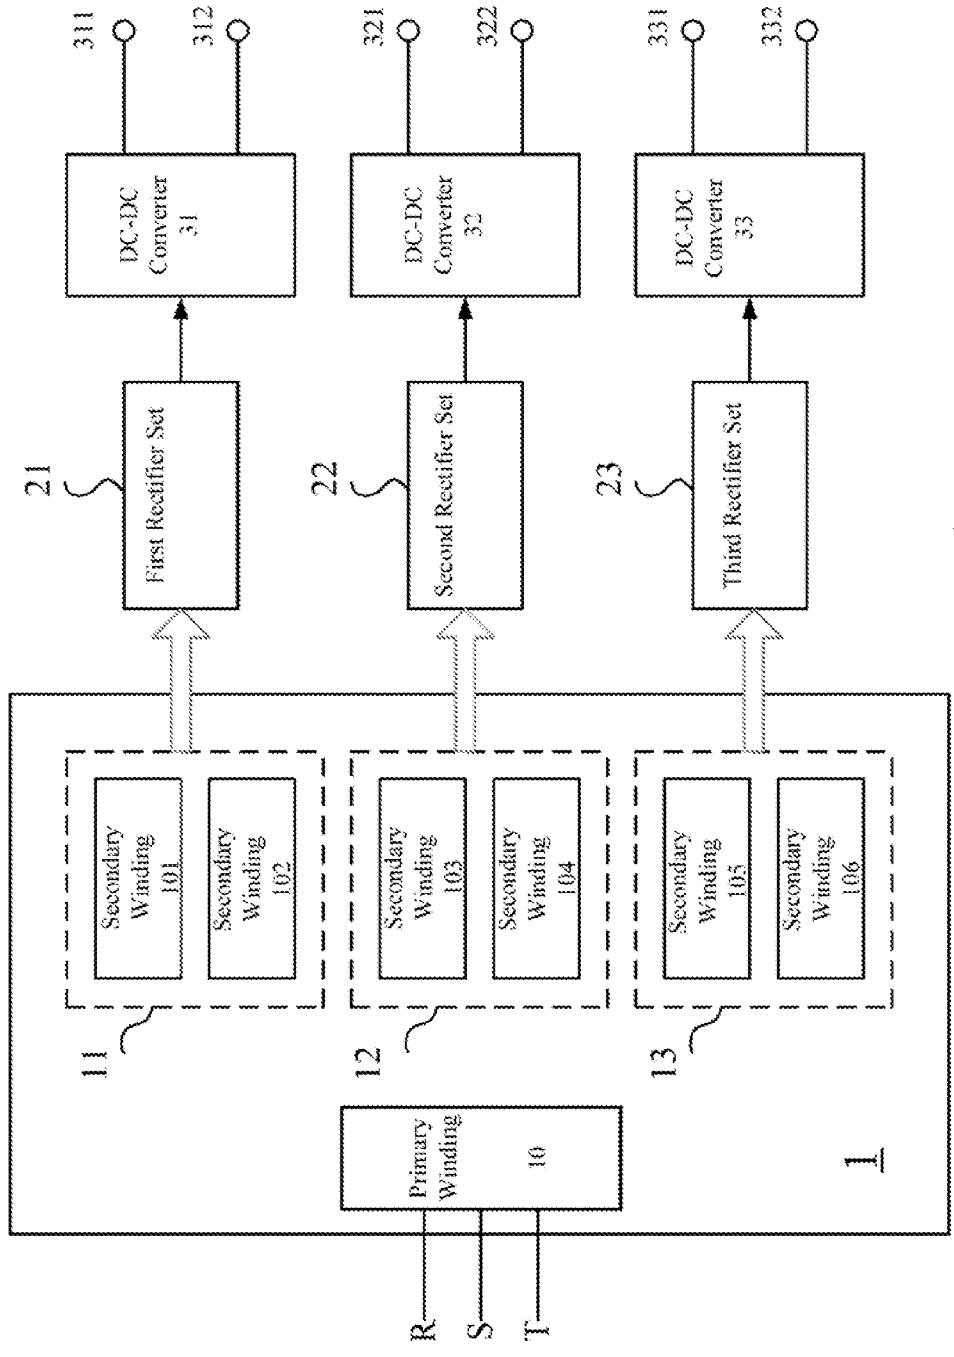 R
S
T
Primary
Winding
10
1
11
Secondary
Winding
101
Secondary
Winding
102
12
Secondary
Winding
103
Secondary
Winding
104
13
Secondary
Winding
105
Secondary
Winding
106
21
First Rectifier Set
22
Second Rectifier Set
23
Third Rectifier Set
DC-DC
Converter
31
DC-DC
Converter
32
DC-DC
Converter
33
311
312
321
322
331
332